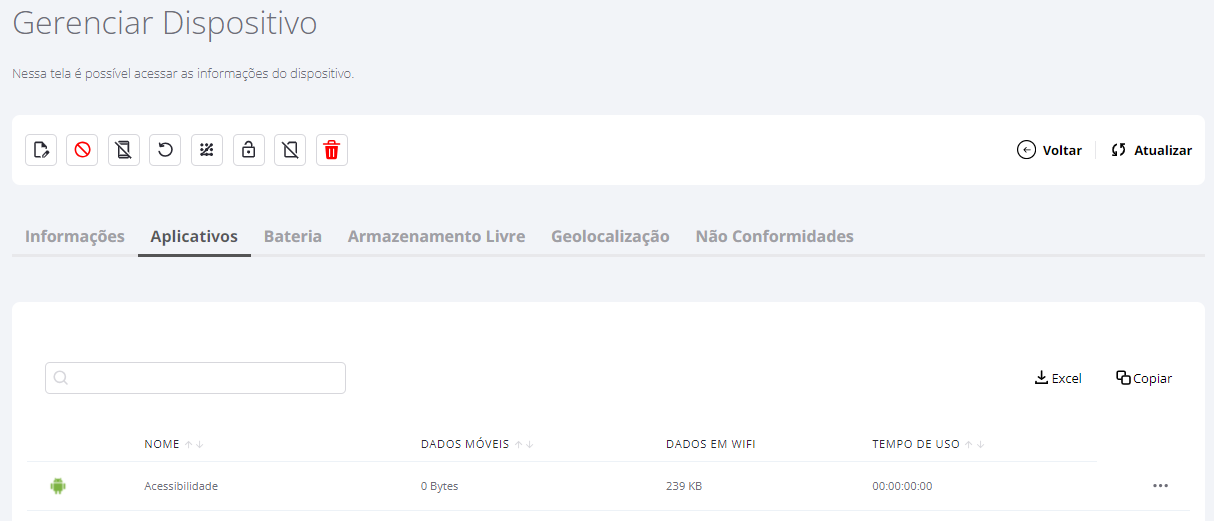 Gerenciar Dispositivo
Nessa tela é possível acessar as informações do dispositivo.
Voltar Atualizar
Informações Aplicativos Bateria Armazenamento Livre Geolocalização Não Conformidades
Excel Copiar
NOME DADOS MÓVEIS DADOS EM WIFI TEMPO DE USO
Acessibilidade 0 Bytes 239 KB 00:00:00:00